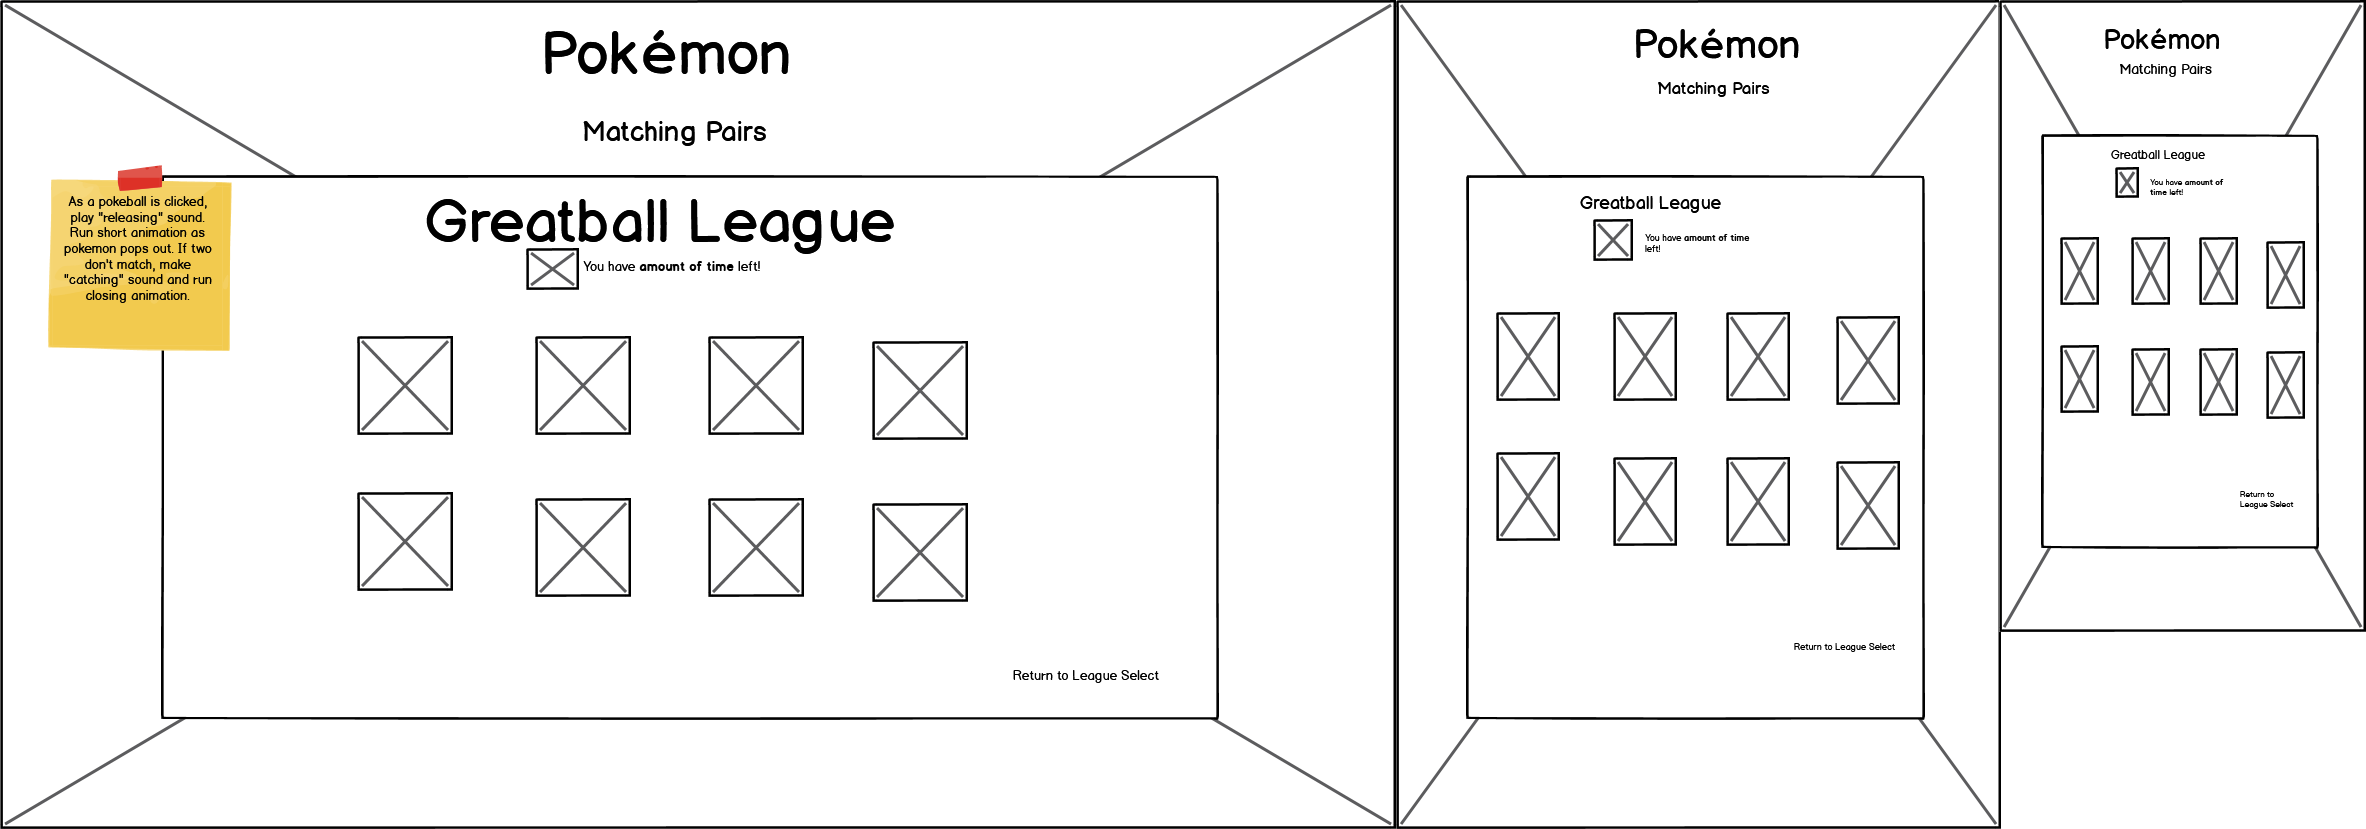 Pokémon
Matching Pairs
As a pokeball is clicked,
play "releasing" sound.
Run short animation as
pokemon pops out. If two
don't match, make
"catching" sound and run
closing animation.
Greatball League
You have amount of time left!
Return to League Select
Pokémon
Matching Pairs
Greatball League
You have amount of time
left!
Return to League Select
Pokémon
Matching Pairs
Greatball League
You have amount of
time left!
Return to
League Select